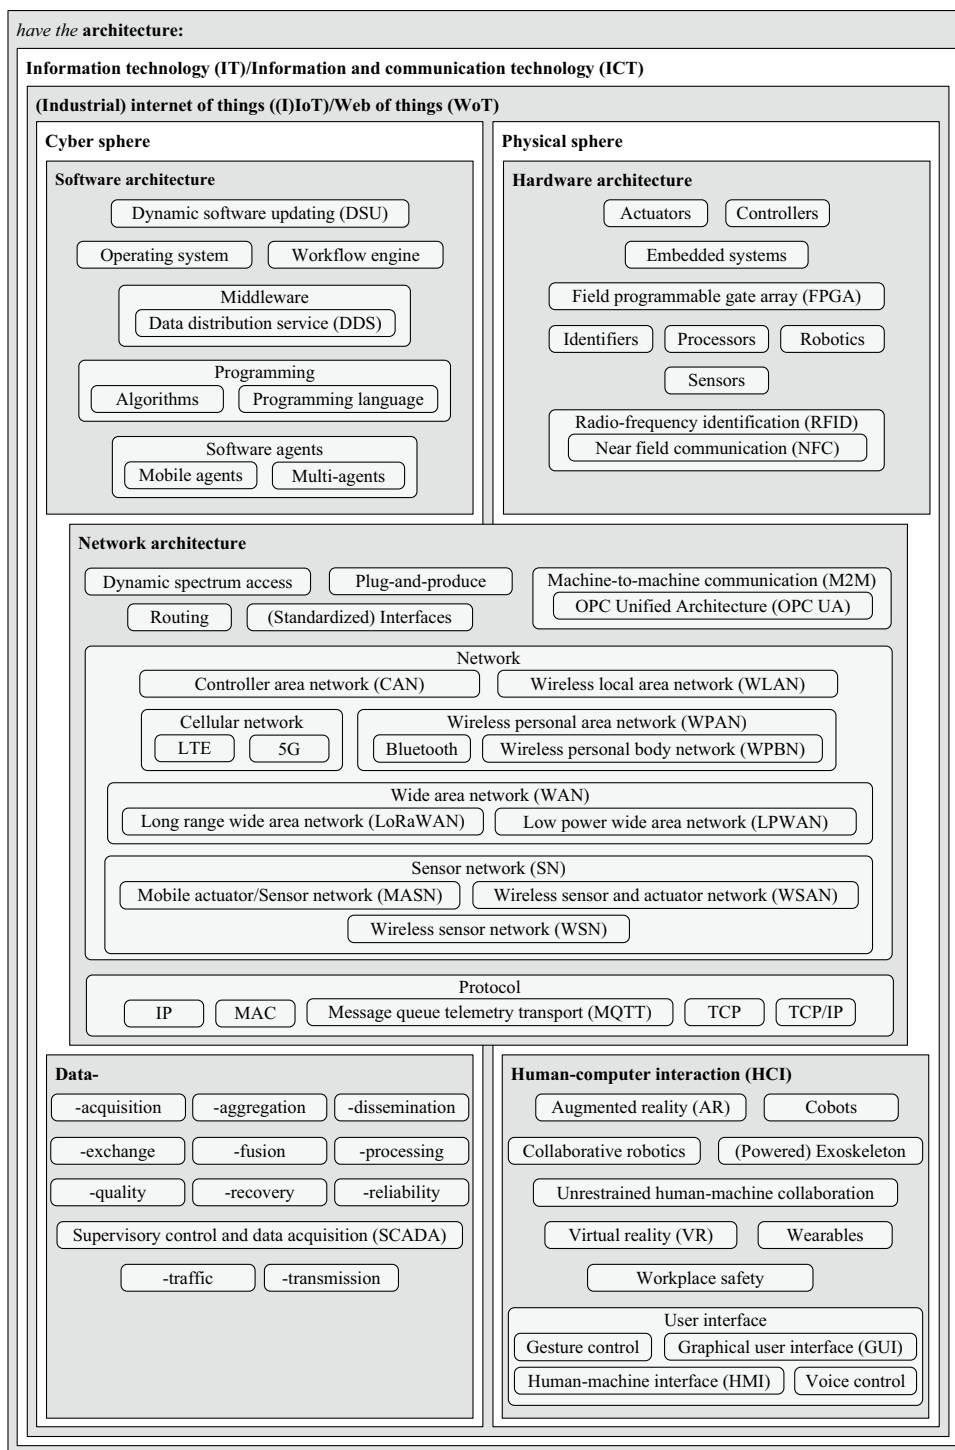 have the architecture:
Information technology (IT)/Information and communication technology (ICT)
(Industrial) internet of things ((I)IoT)/Web of things (WoT)
Cyber sphere
Software architecture
Dynamic software updating (DSU)
Operating system
Workflow engine
Middleware
Data distribution service (DDS)
Programming
Algorithms
Programming language
Software agents
Mobile agents
Multi-agents
Physical sphere
Hardware architecture
Actuators
Controllers
Embedded systems
Field programmable gate array (FPGA)
Identifiers
Processors
Robotics
Sensors
Radio-frequency identification (RFID)
Near field communication (NFC)
Network architecture
Dynamic spectrum access
Plug-and-produce
Routing
(Standardized) Interfaces
Machine-to-machine communication (M2M)
OPC Unified Architecture (OPC UA)
Network
Controller area network (CAN)
Wireless local area network (WLAN)
Cellular network
LTE
5G
Wireless personal area network (WPAN)
Bluetooth
Wireless personal body network (WPBN)
Wide area network (WAN)
Long range wide area network (LoRaWAN)
Low power wide area network (LPWAN)
Sensor network (SN)
Mobile actuator/Sensor network (MASN)
Wireless sensor and actuator network (WSAN)
Wireless sensor network (WSN)
Protocol
IP
MAC
Message queue telemetry transport (MQTT)
TCP
TCP/IP
Data-
-acquisition
-aggregation
-dissemination
-exchange
-fusion
-processing
-quality
-recovery
-reliability
Supervisory control and data acquisition (SCADA)
-traffic
-transmission
Human-computer interaction (HCI)
Augmented reality (AR)
Cobots
Collaborative robotics
(Powered) Exoskeleton
Unrestrained human-machine collaboration
Virtual reality (VR)
Wearables
Workplace safety
User interface
Gesture control
Graphical user interface (GUI)
Human-machine interface (HMI)
Voice control